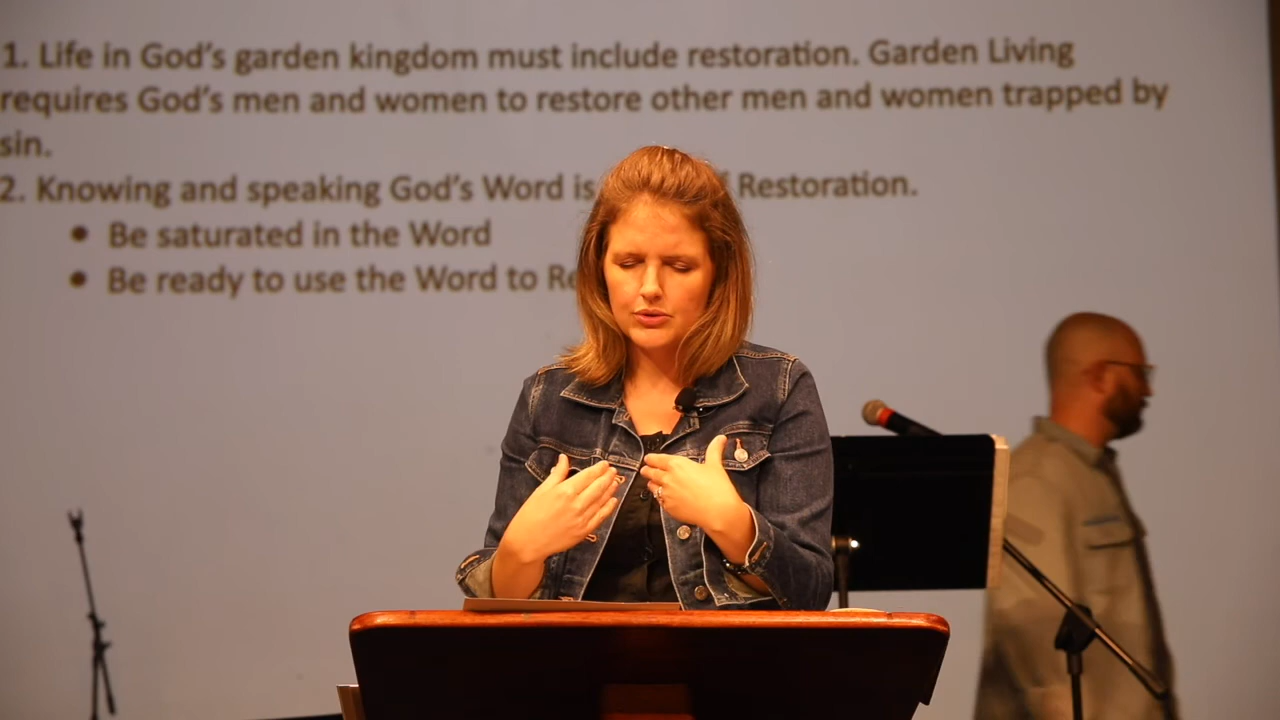 1. Life in God's garden kingdom must include restoration. Garden Living
requires God's men and women to restore other men and women trapped by
sin.
2. Knowing and speaking God's Word is Restoration.
• Be saturated in the Word
• Be ready to use the Word to